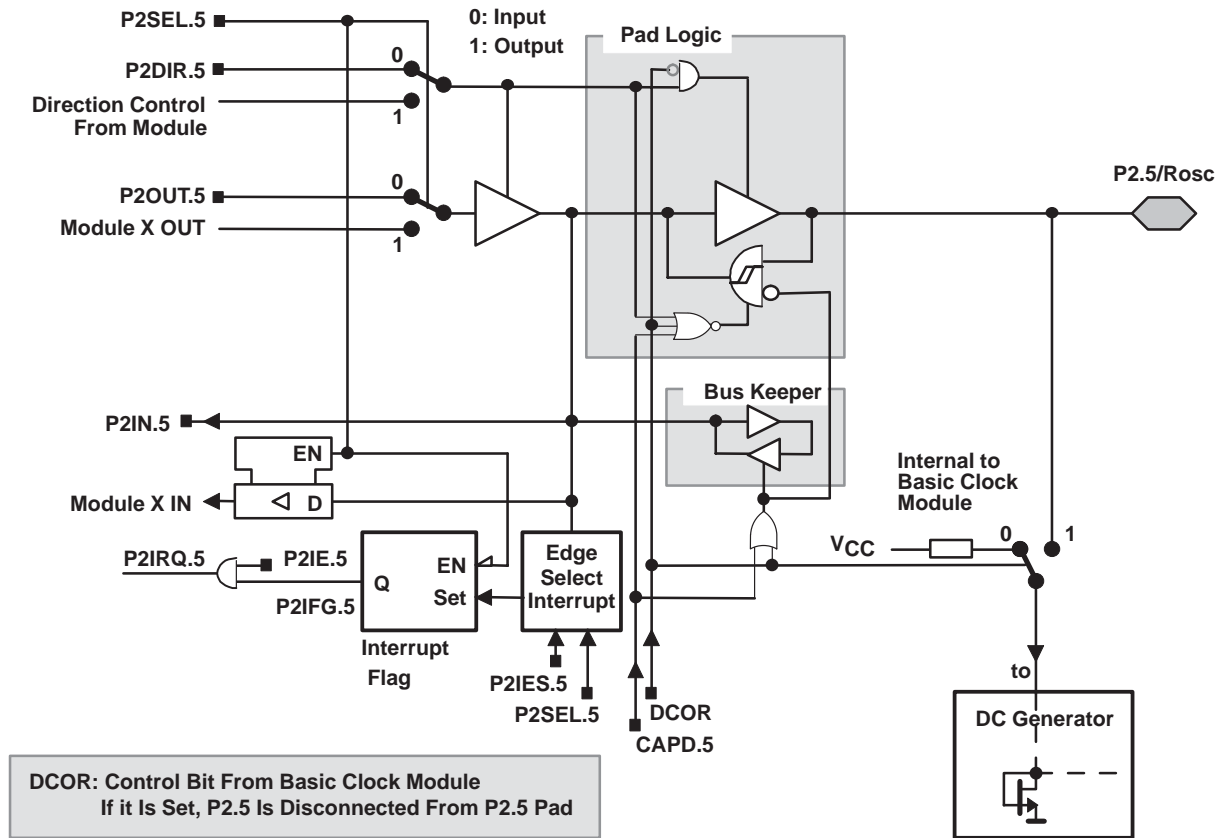 P2SEL.5
0: Input
1: Output
Pad Logic
0
P2DIR.5
Direction Control
From Module
1
P2OUT.5
0
Module X OUT
1
P2.5/Rosc
Bus Keeper
P2IN.5
EN
Module X IN
D
Internal to
Basic Clock
Module
0
1
VCC
P2IRQ.5
P2IE.5
P2IFG.5
Q
EN
Set
Interrupt
Flag
Edge
Select
Interrupt
P2IES.5
P2SEL.5
DCOR
CAPD.5
to
DC Generator
DCOR: Control Bit From Basic Clock Module
If it Is Set, P2.5 Is Disconnected From P2.5 Pad